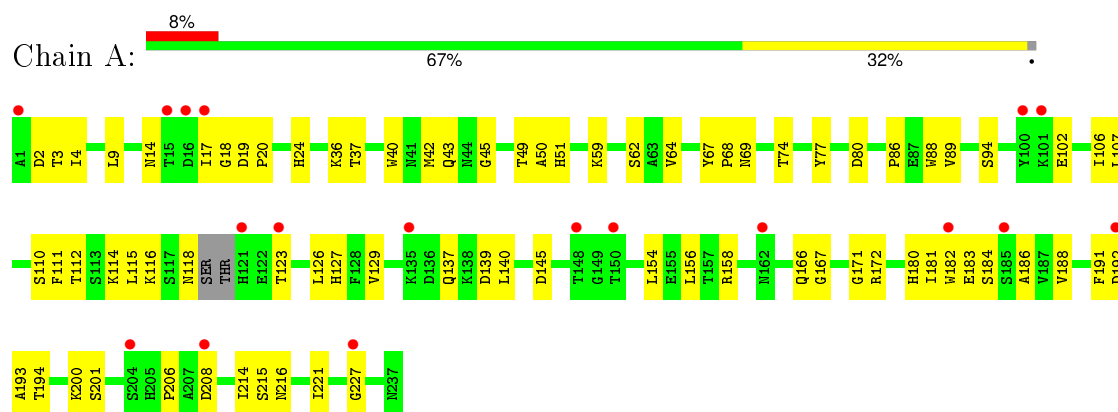 8%
Chain A:
67% 32% •
A1 D2 T3 I4 L9 N14 T15 D16 I17 G18 D19 P20 H24 K36 T37 W40 N41 M42 Q43 N44 G45 T49 A50 H51 K59 S62 A63 V64 Y67 P68 N69 T74 Y77 D80 P86 E87 W88 V89 S94 Y100 K101 E102 I106 L107
S110 F111 T112 S113 K114 L115 K116 S117 N118 SER THR H121 E122 T123 L126 H127 F128 V129 K135 D136 Q137 K138 D139 L140 D145 T148 G149 T150 L154 E155 L156 T157 R158 N162 Q166 G167 G171 R172 H180 I181 W182 E183 S184 S185 A186 V187 V188 F191 D192
A193 T194 K200 S201 S204 H205 P206 A207 D208 I214 S215 N216 I221 G227 N237